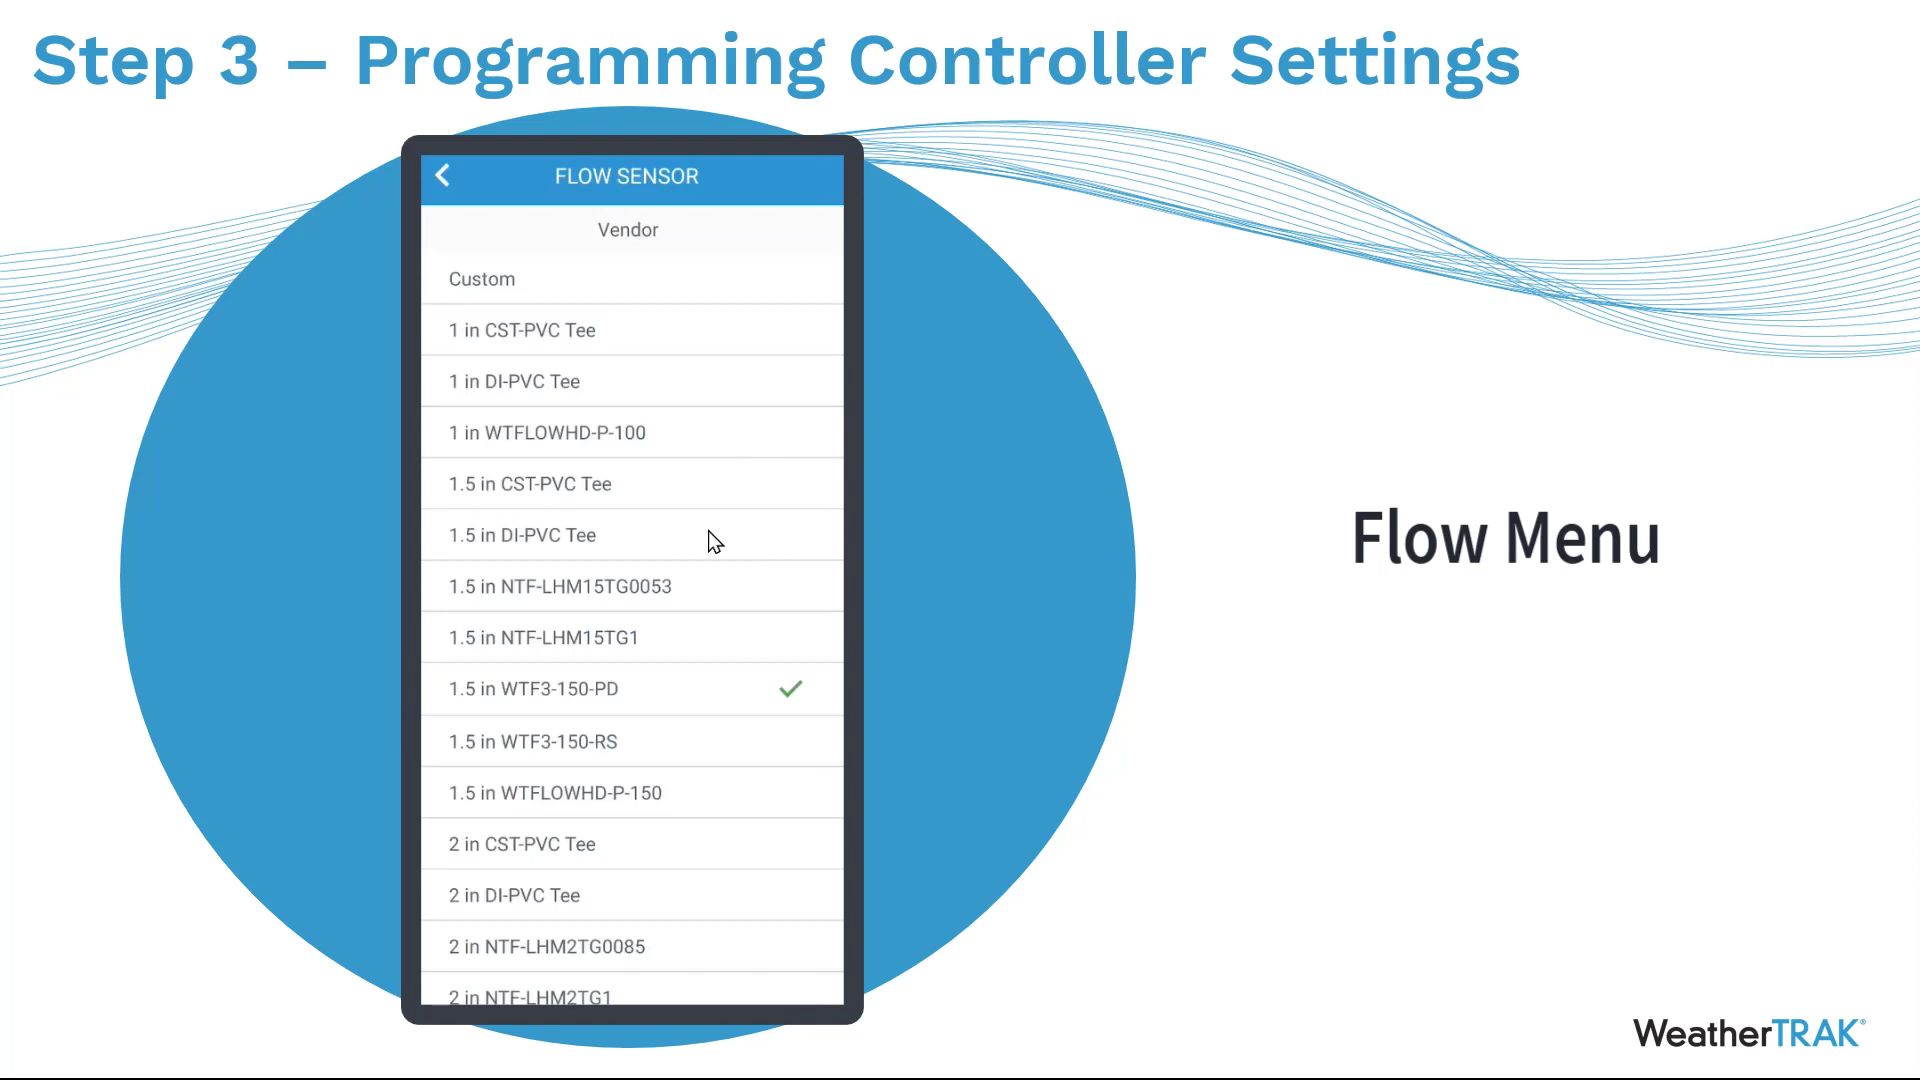 Step 3 – Programming Controller Settings
FLOW SENSOR
Vendor
Custom
1 in CST-PVC Tee
1 in DI-PVC Tee
1 in WTFLOWHD-P-100
1.5 in CST-PVC Tee
1.5 in DI-PVC Tee
1.5 in NTF-LHM15TG0053
1.5 in NTF-LHM15TG1
1.5 in WTF3-150-PD
1.5 in WTF3-150-RS
1.5 in WTFLOWHD-P-150
2 in CST-PVC Tee
2 in DI-PVC Tee
2 in NTF-LHM2TG0085
2 in NTF-LHM2TG1
Flow Menu
WeatherTRAK®